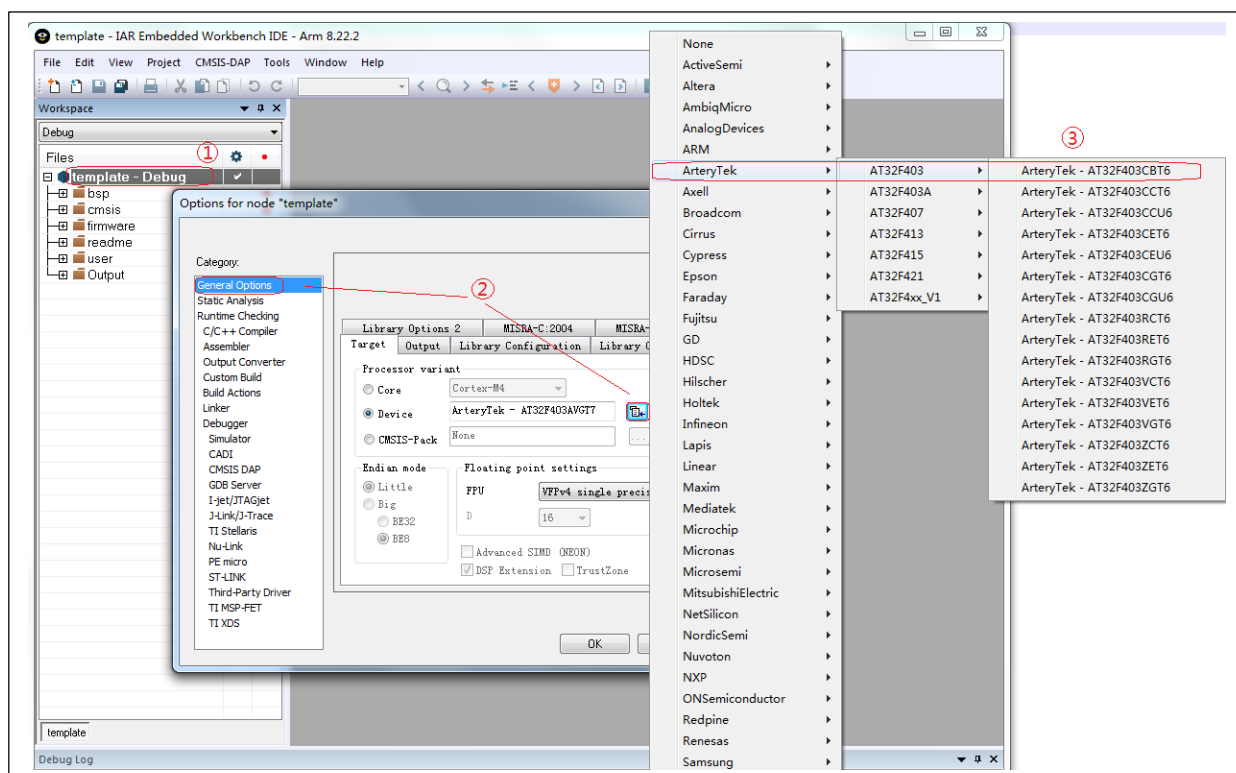 template - IAR Embedded Workbench IDE - Arm 8.22.2
File Edit View Project CMSIS-DAP Tools Window Help
Workspace
Debug
Files
①
template - Debug
bsp
cmsis
firmware
readme
user
Output
template
Debug Log
Options for node "template"
Category:
General Options
Static Analysis
Runtime Checking
C/C++ Compiler
Assembler
Output Converter
Custom Build
Build Actions
Linker
Debugger
Simulator
CADI
CMSIS DAP
GDB Server
I-jet/JTAGjet
J-Link/J-Trace
TI Stellaris
Nu-Link
PE micro
ST-LINK
Third-Party Driver
TI MSP-FET
TI XDS
②
Library Options 2 MISRA-C:2004 MISRA-
Target Output Library Configuration Library
Processor variant
Core Cortex-M4
Device ArteryTek - AT32F403AVGT7
CMSIS-Pack None ...
Endian mode
Little
Big
BE32
BE8
Floating point settings
FPU VFPv4 single precis
D 16
Advanced SIMD (NEON)
DSP Extension TrustZone
OK
None
ActiveSemi
Altera
AmbiqMicro
AnalogDevices
ARM
ArteryTek
Axell
Broadcom
Cirrus
Cypress
Epson
Faraday
Fujitsu
GD
HDSC
Hilscher
Holtek
Infineon
Lapis
Linear
Maxim
Mediatek
Microchip
Micronas
Microsemi
MitsubishiElectric
NetSilicon
NordicSemi
Nuvoton
NXP
ONSemiconductor
Redpine
Renesas
Samsung
AT32F403
AT32F403A
AT32F407
AT32F413
AT32F415
AT32F421
AT32F4xx_V1
③
ArteryTek - AT32F403CBT6
ArteryTek - AT32F403CCT6
ArteryTek - AT32F403CCU6
ArteryTek - AT32F403CET6
ArteryTek - AT32F403CEU6
ArteryTek - AT32F403CGT6
ArteryTek - AT32F403CGU6
ArteryTek - AT32F403RCT6
ArteryTek - AT32F403RET6
ArteryTek - AT32F403RGT6
ArteryTek - AT32F403VCT6
ArteryTek - AT32F403VET6
ArteryTek - AT32F403VGT6
ArteryTek - AT32F403ZCT6
ArteryTek - AT32F403ZET6
ArteryTek - AT32F403ZGT6